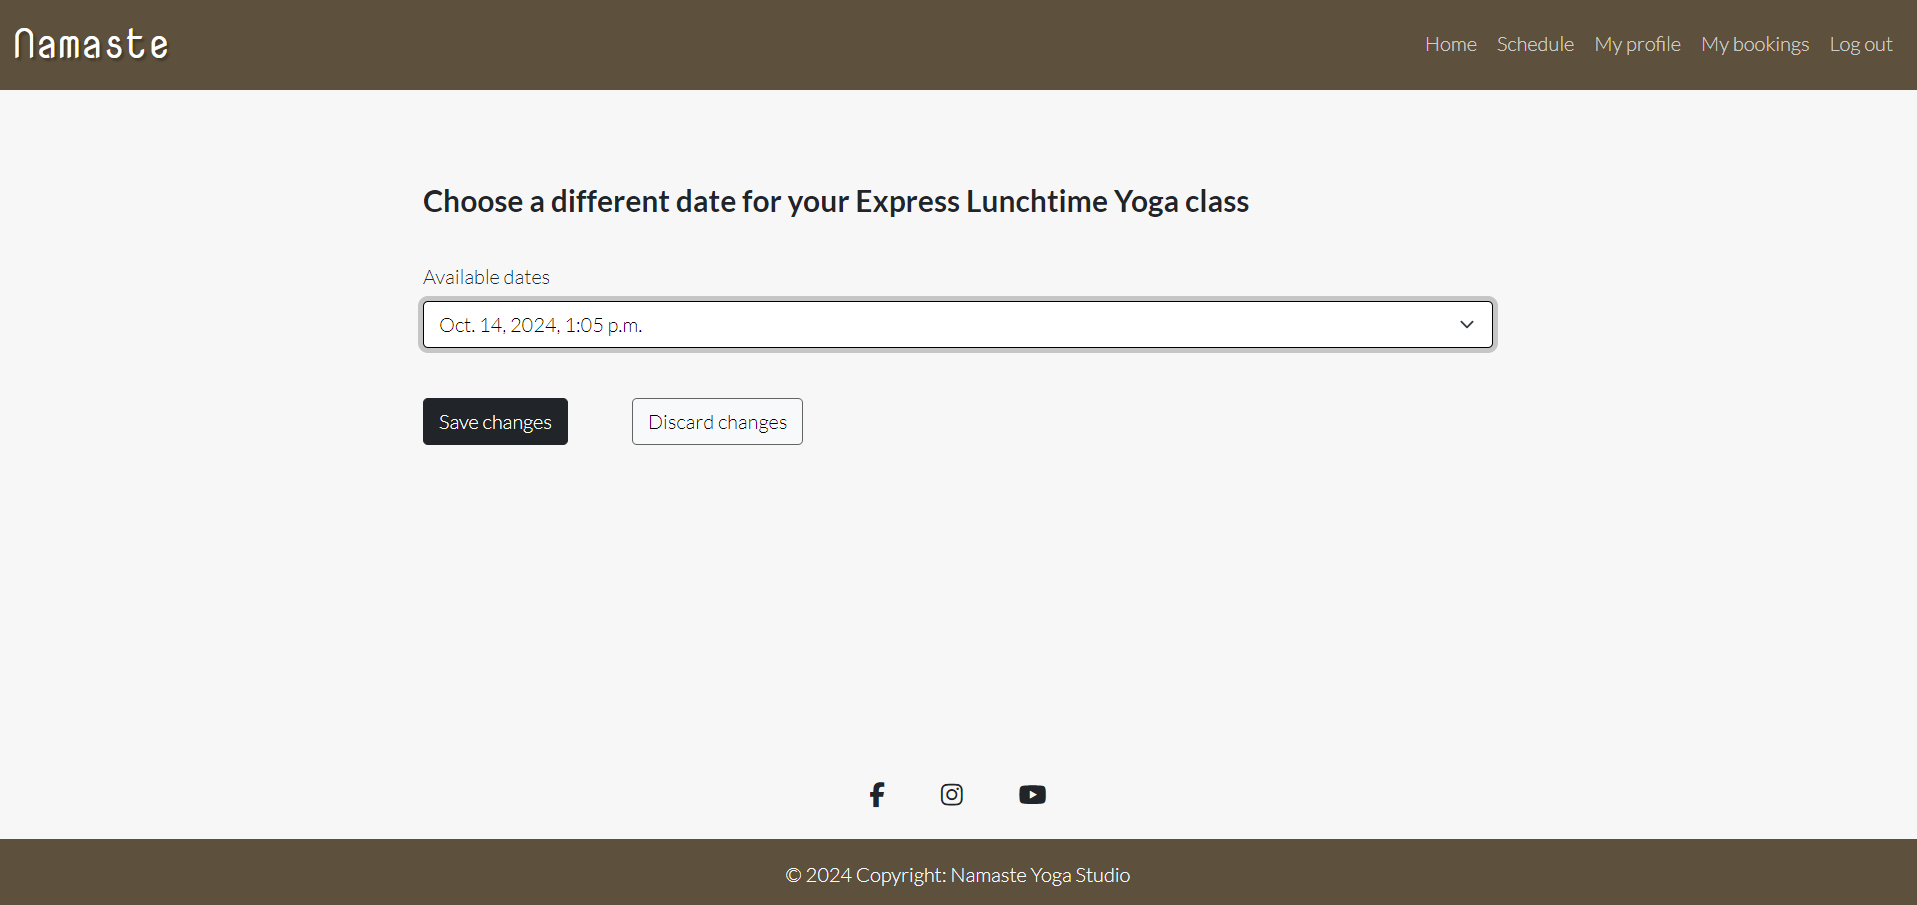 Namaste
Home Schedule My profile My bookings Log out
Choose a different date for your Express Lunchtime Yoga class
Available dates
Oct. 14, 2024, 1:05 p.m.
Save changes Discard changes
© 2024 Copyright: Namaste Yoga Studio